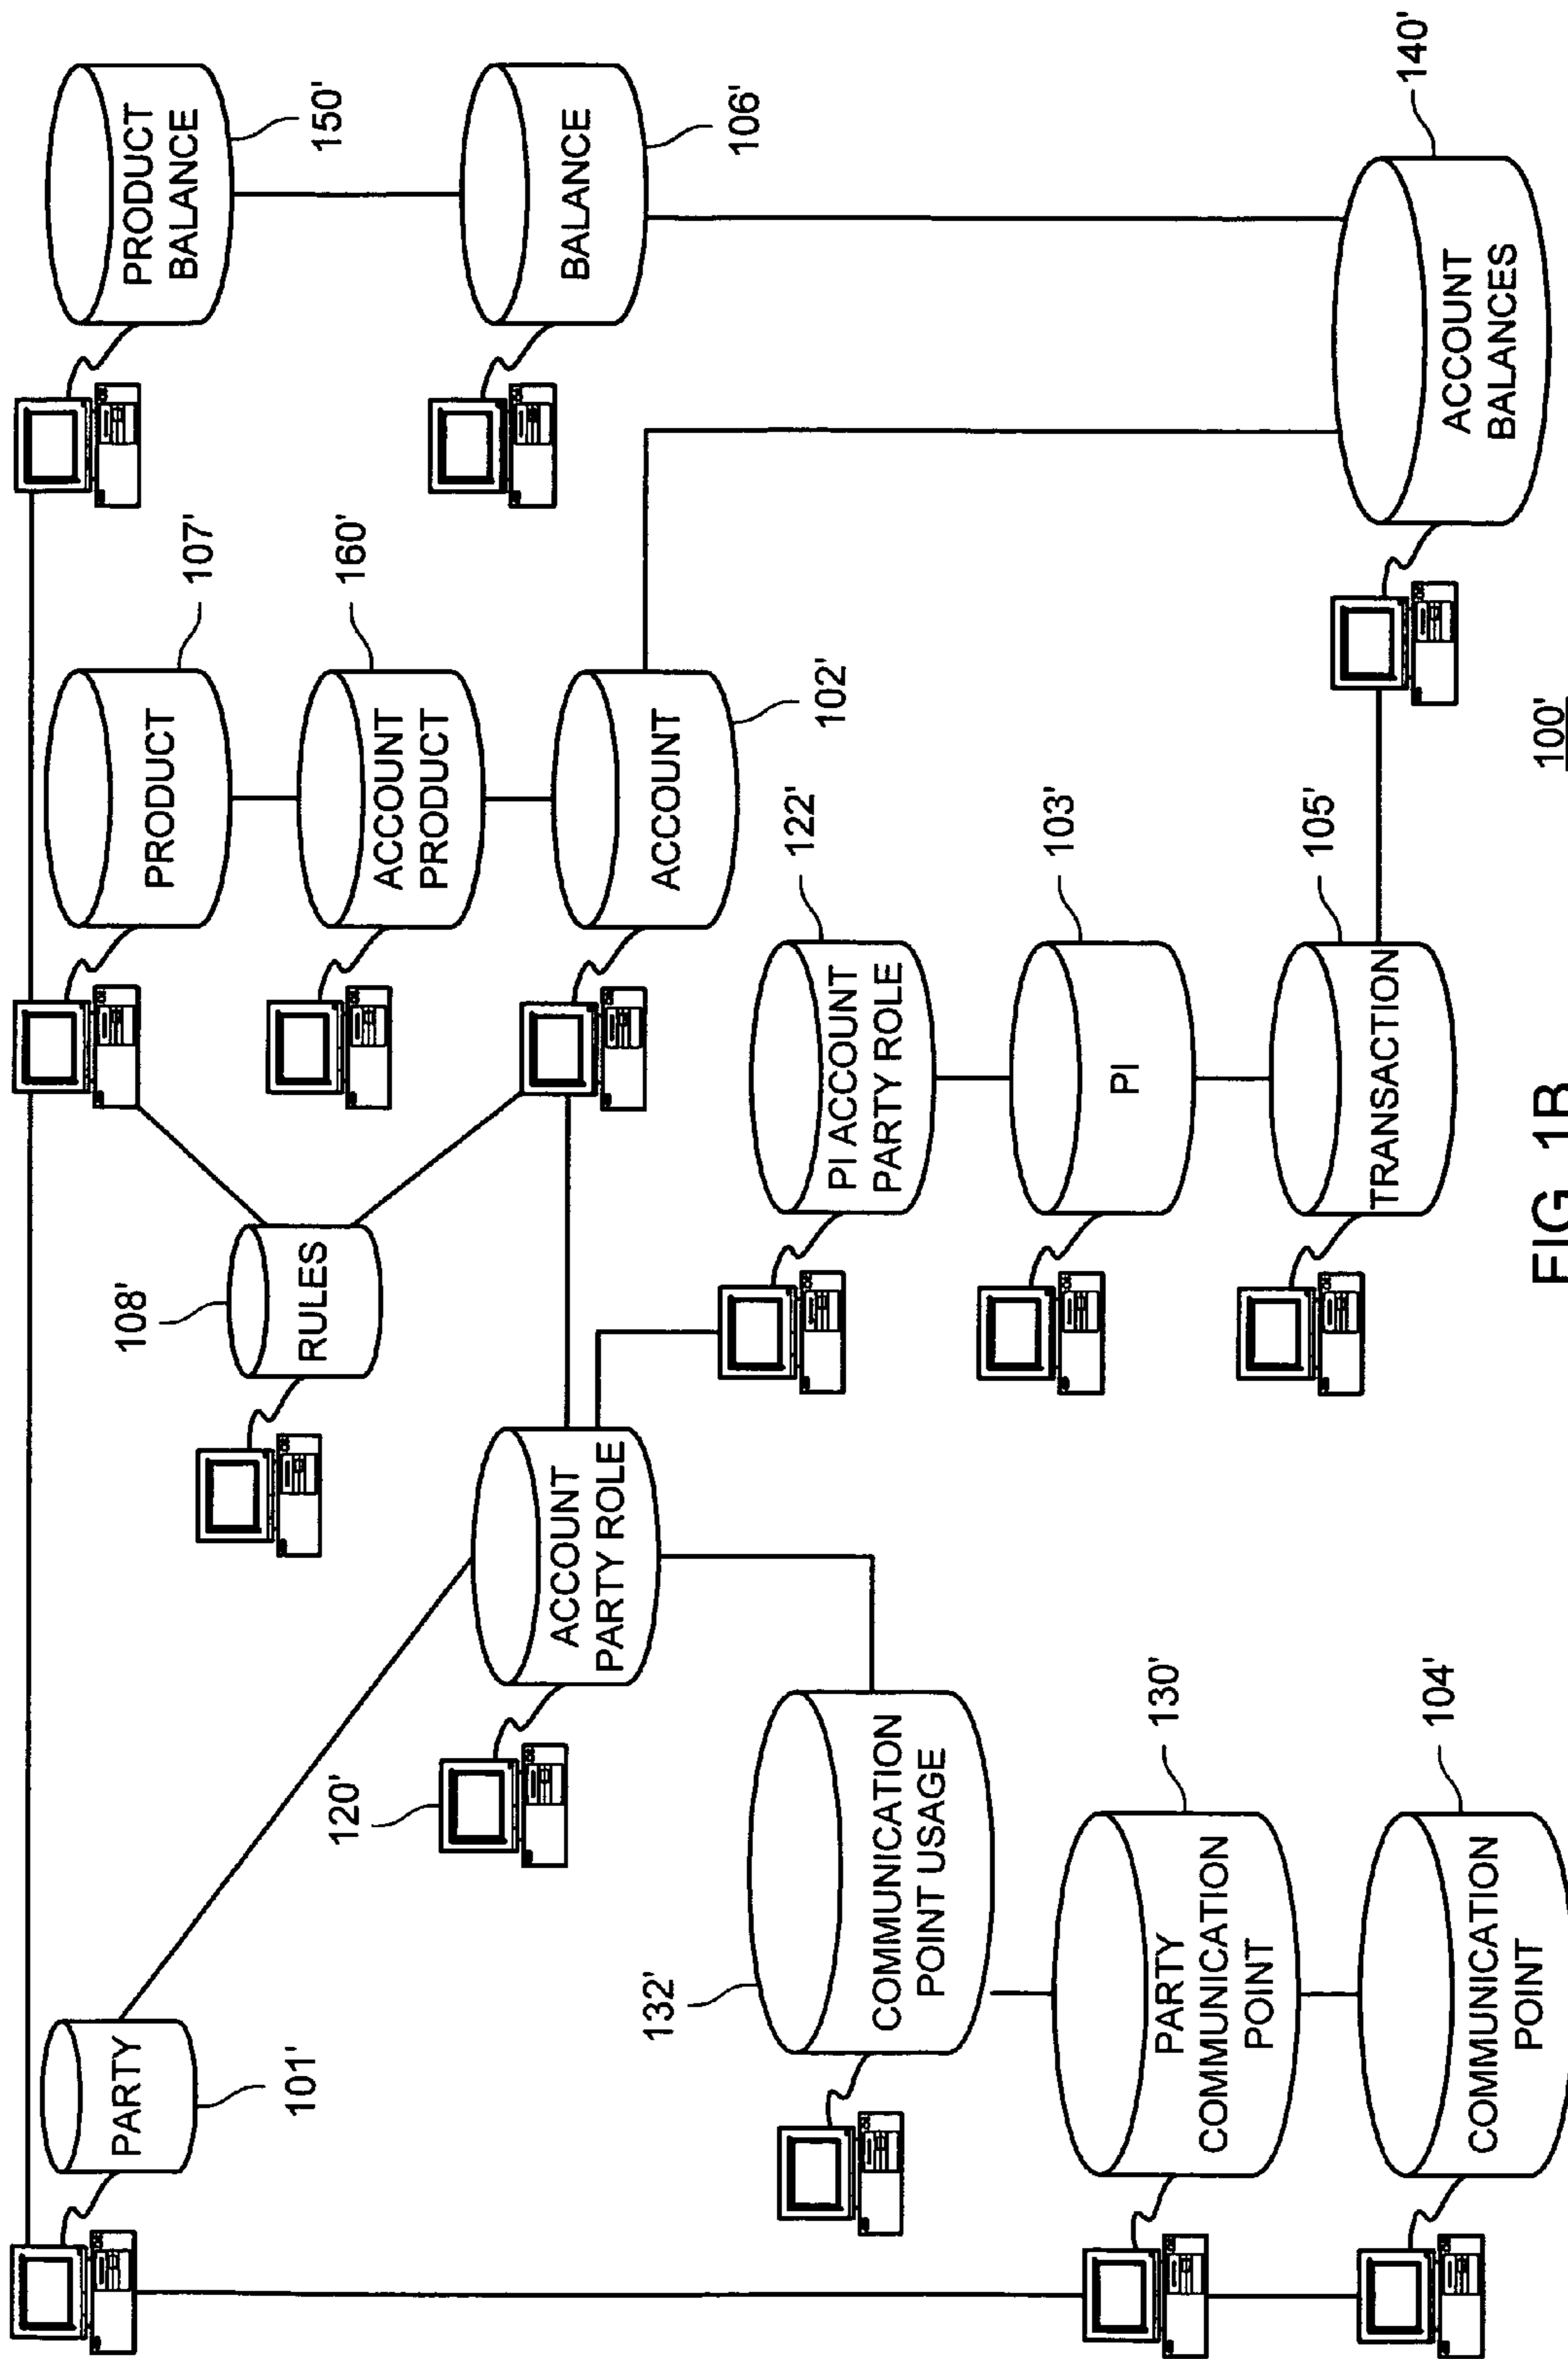 PARTY
101'
RULES
108'
PRODUCT
107'
PRODUCT
BALANCE
150'
ACCOUNT
PRODUCT
160'
120'
ACCOUNT
PARTY ROLE
ACCOUNT
102'
BALANCE
106'
132'
COMMUNICATION
POINT USAGE
PI ACCOUNT
PARTY ROLE
122'
PARTY
COMMUNICATION
POINT
130'
PI
103'
COMMUNICATION
POINT
104'
TRANSACTION
105'
ACCOUNT
BALANCES
140'
100'
FIG. 1B